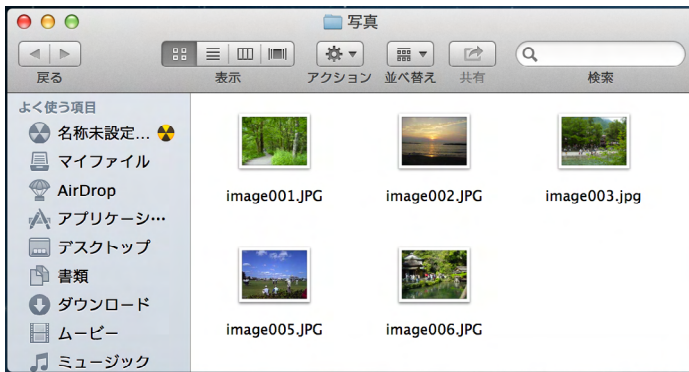 写真
戻る
表示
アクション
並べ替え
共有
検索
よく使う項目
名称未設定...
マイファイル
AirDrop
アプリケーシ...
デスクトップ
書類
ダウンロード
ムービー
ミュージック
image001.JPG
image002.JPG
image003.jpg
image005.JPG
image006.JPG